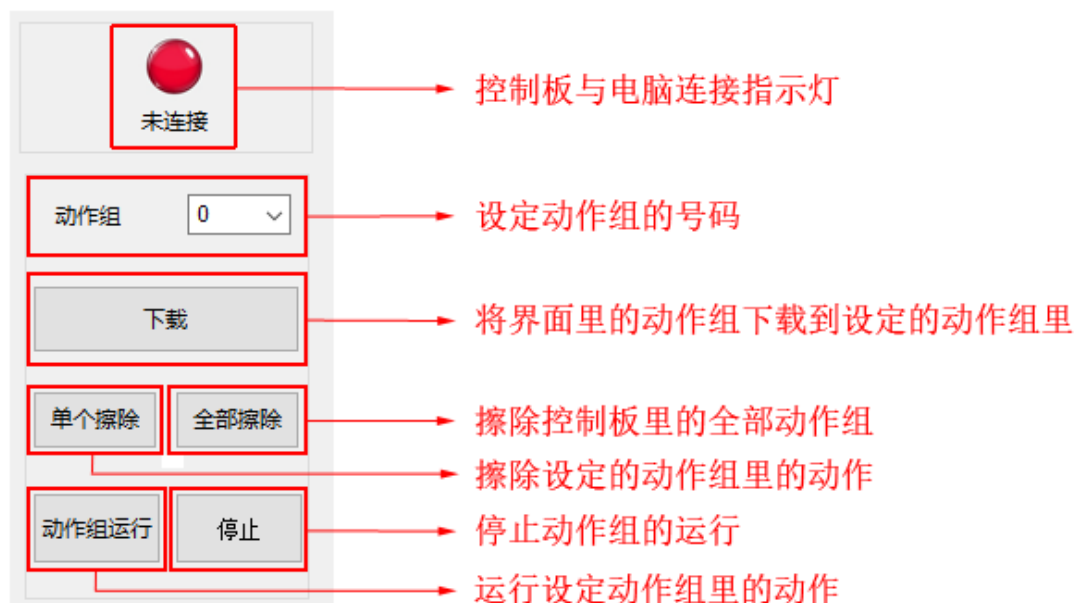 未连接
控制板与电脑连接指示灯
动作组 0
设定动作组的号码
下载
将界面里的动作组下载到设定的动作组里
单个擦除 全部擦除
擦除控制板里的全部动作组
擦除设定的动作组里的动作
动作组运行 停止
停止动作组的运行
运行设定动作组里的动作